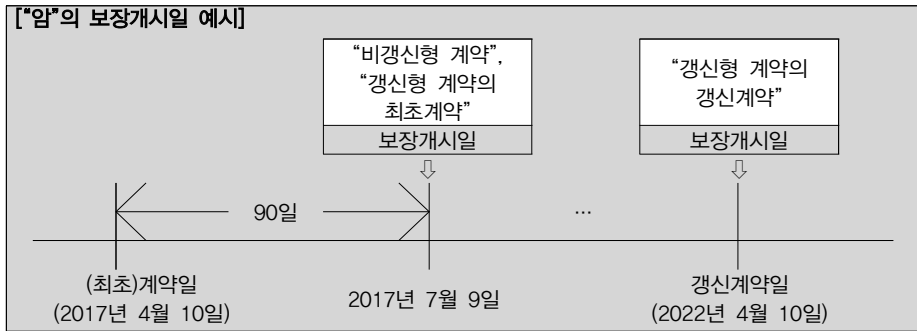 [“암”의 보장개시일 예시]
“비갱신형 계약”,
“갱신형 계약의
최초계약”
보장개시일
“갱신형 계약의
갱신계약”
보장개시일
90일
...
(최초)계약일
(2017년 4월 10일)
2017년 7월 9일
갱신계약일
(2022년 4월 10일)